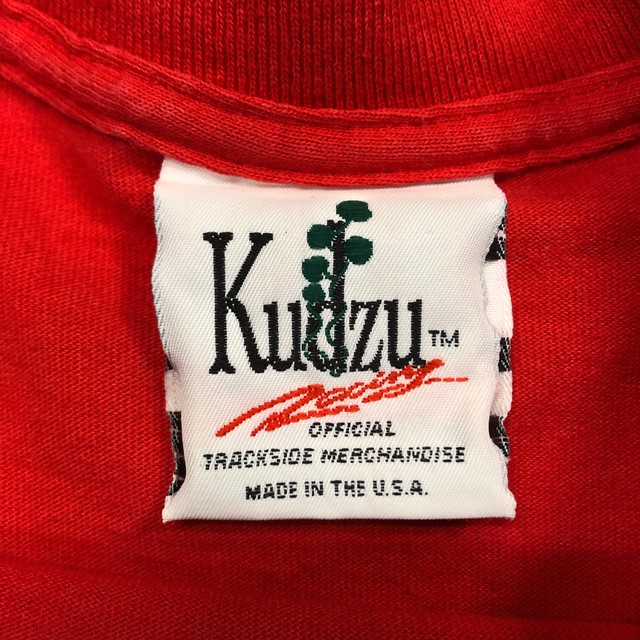 Kudzu™
Racing
OFFICIAL
TRACKSIDE MERCHANDISE
MADE IN THE U.S.A.